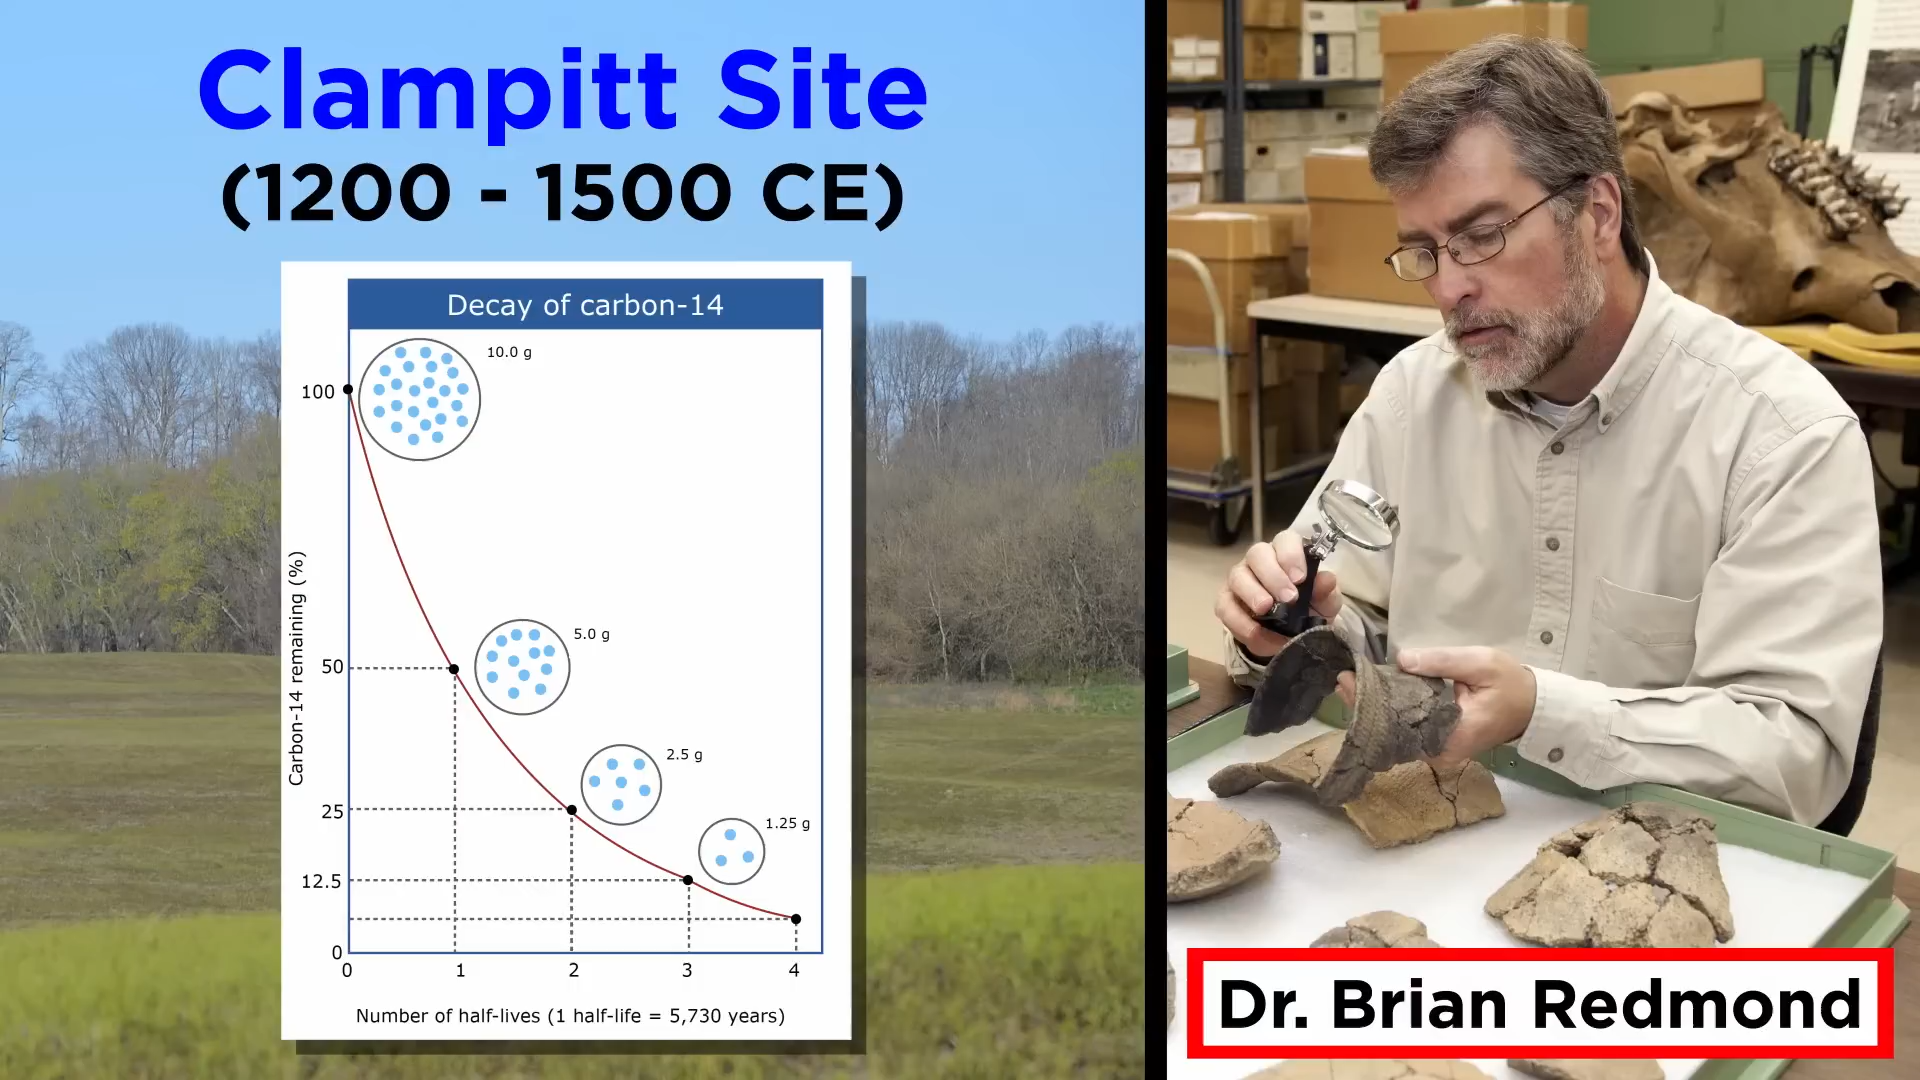 Clampitt Site
(1200 - 1500 CE)
Decay of carbon-14
10.0 g
100
5.0 g
50
2.5 g
25
1.25 g
12.5
0
Carbon-14 remaining (%)
0 1 2 3 4
Number of half-lives (1 half-life = 5,730 years)
Dr. Brian Redmond